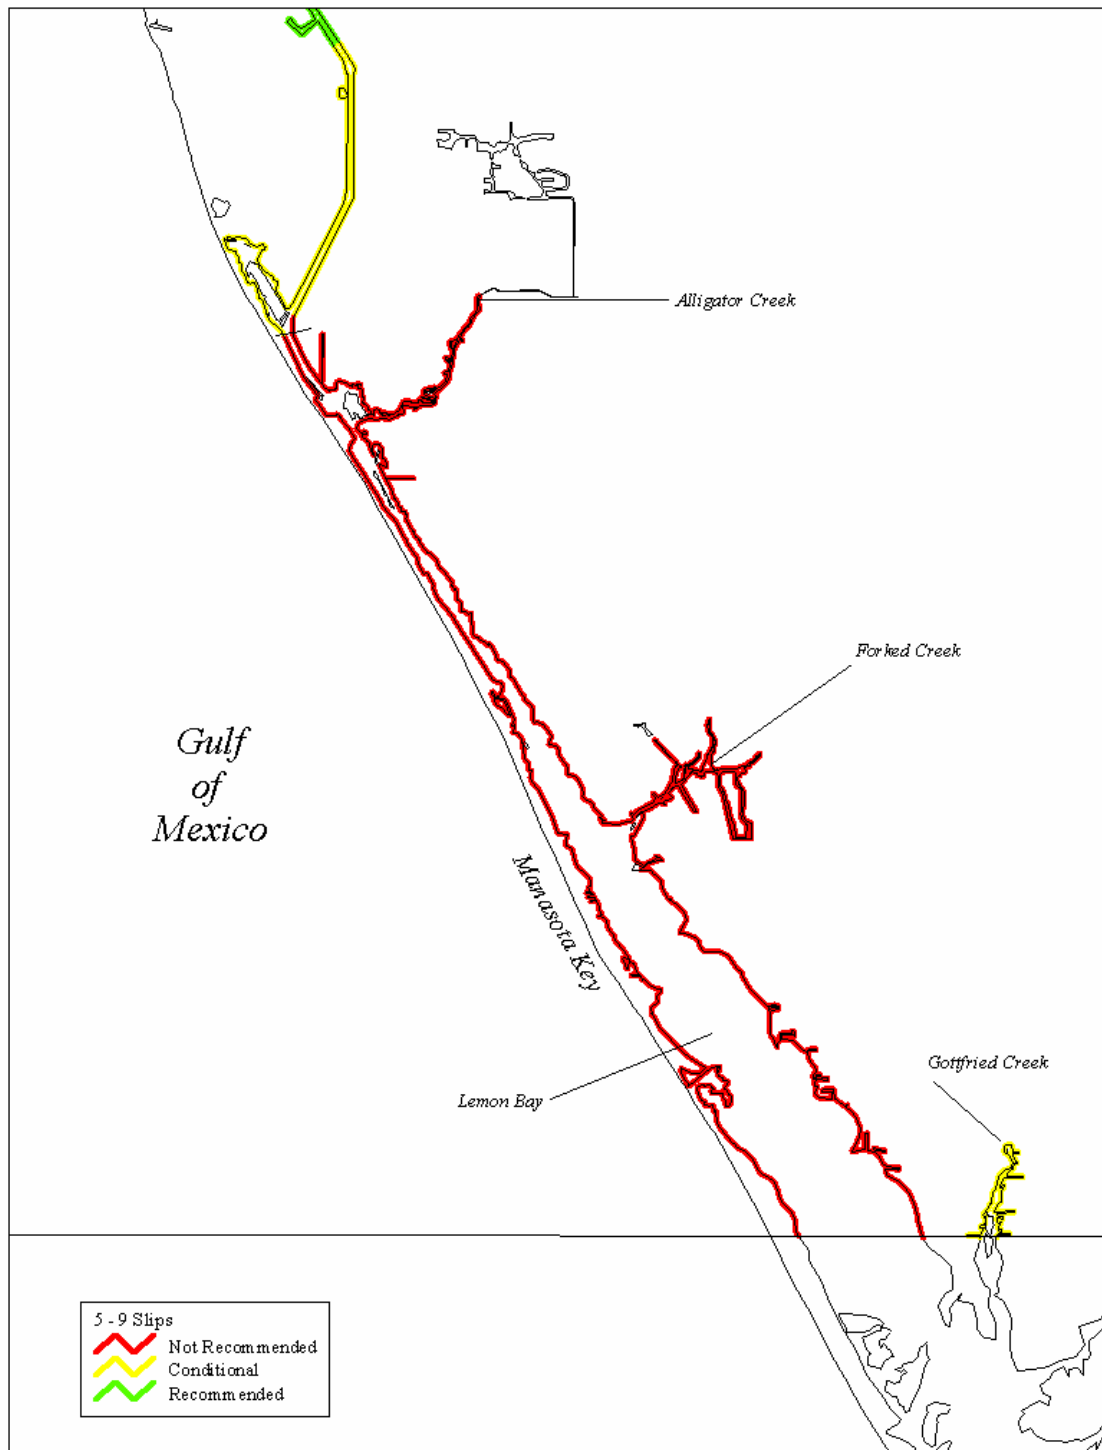 Alligator Creek
Forked Creek
Gulf
of
Mexico
Manasota Key
Gottfried Creek
Lemon Bay
5 - 9 Slips
Not Recommended
Conditional
Recommended